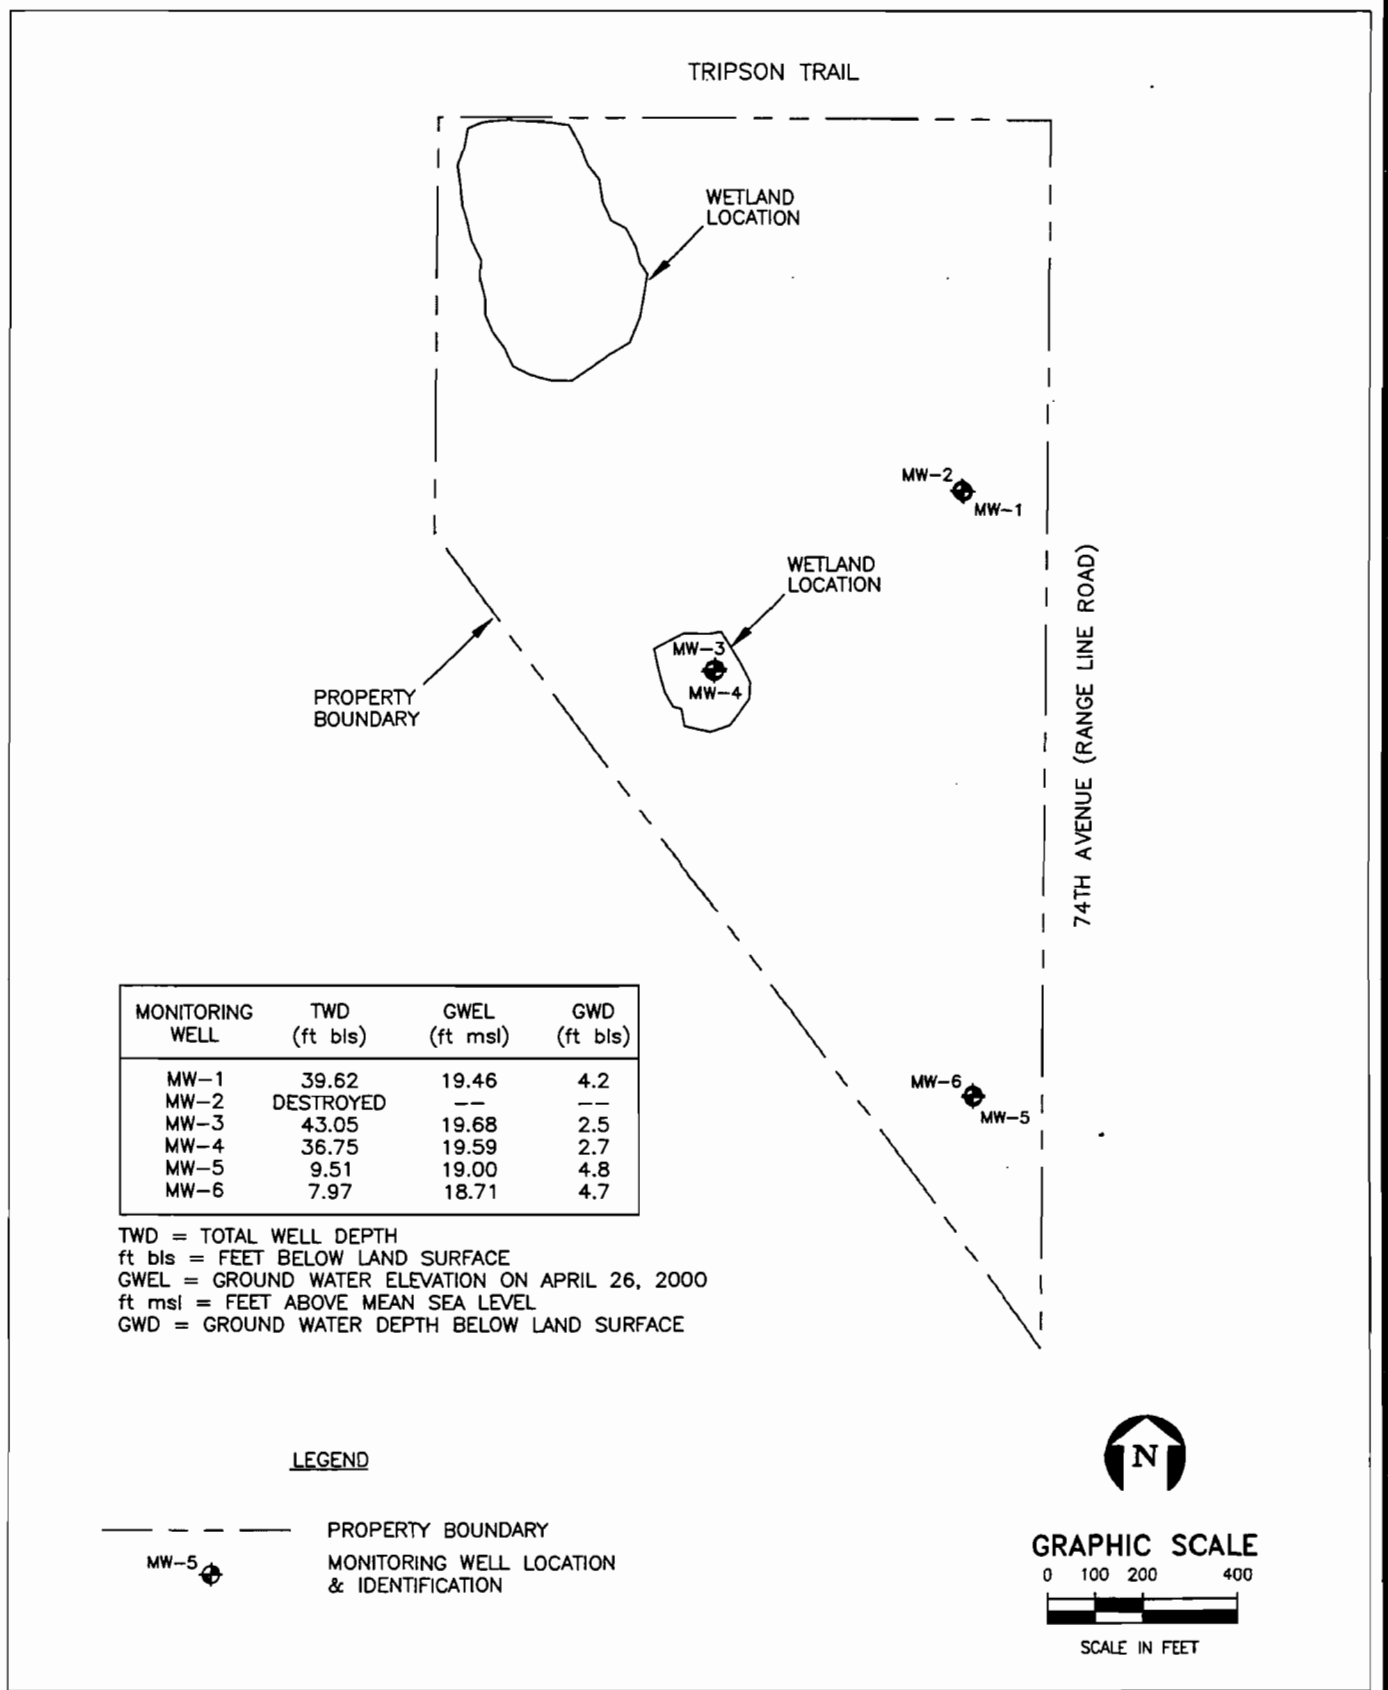 TRIPSON TRAIL
WETLAND
LOCATION
MW-2
MW-1
WETLAND
LOCATION
MW-3
MW-4
PROPERTY
BOUNDARY
74TH AVENUE (RANGE LINE ROAD)
MONITORING WELL TWD (ft bls) GWEL (ft msl) GWD (ft bls)
MW-1 39.62 19.46 4.2
MW-2 DESTROYED -- --
MW-3 43.05 19.68 2.5
MW-4 36.75 19.59 2.7
MW-5 9.51 19.00 4.8
MW-6 7.97 18.71 4.7
MW-6
MW-5
TWD = TOTAL WELL DEPTH
ft bls = FEET BELOW LAND SURFACE
GWEL = GROUND WATER ELEVATION ON APRIL 26, 2000
ft msl = FEET ABOVE MEAN SEA LEVEL
GWD = GROUND WATER DEPTH BELOW LAND SURFACE
LEGEND
PROPERTY BOUNDARY
MW-5
MONITORING WELL LOCATION
& IDENTIFICATION
N
GRAPHIC SCALE
0 100 200 400
SCALE IN FEET